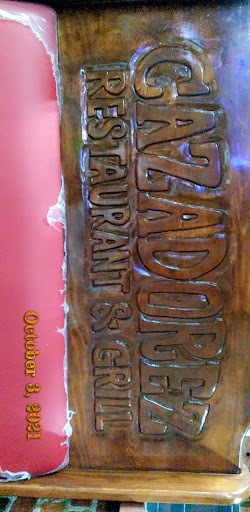 CAZADOREZ
RESTAURANT & GRILL
October 3, 2021